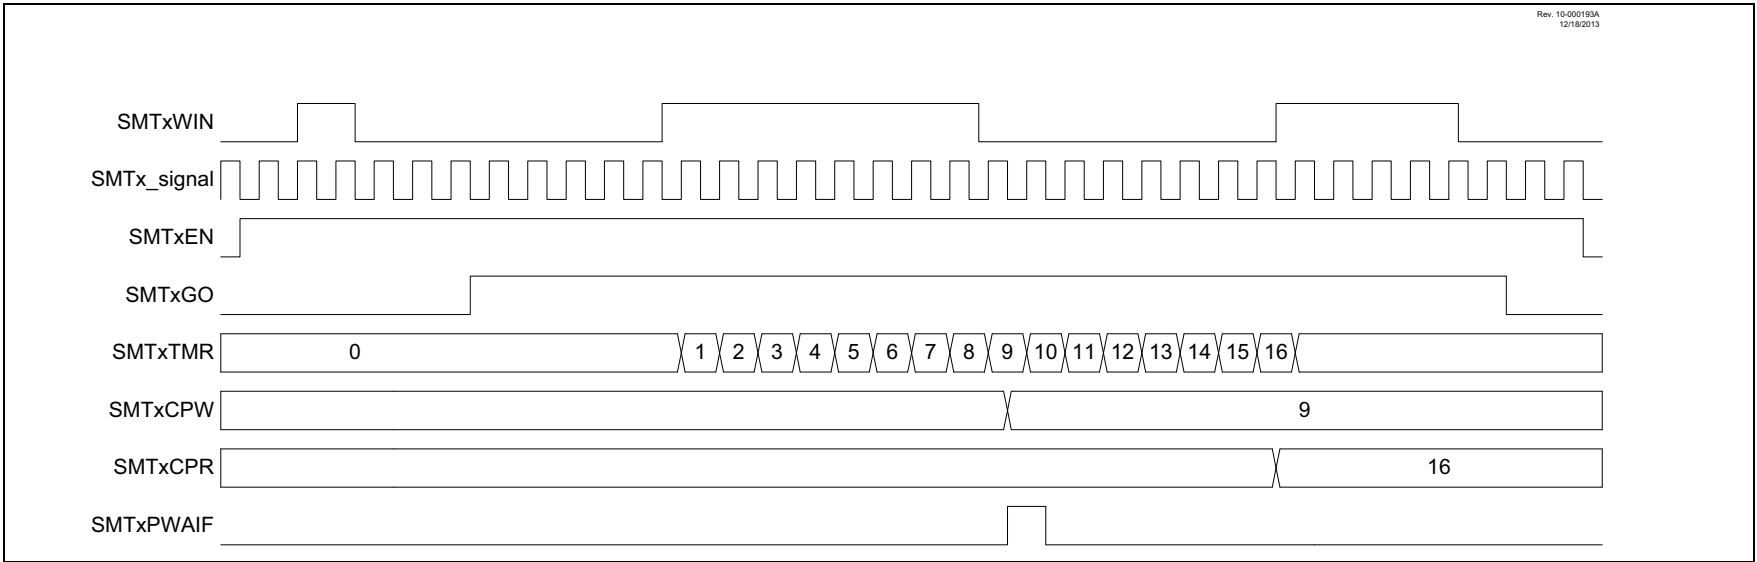 Rev. 10-000193A
12/18/2013
SMTxWIN
SMTx_signal
SMTxEN
SMTxGO
SMTxTMR 0 1 2 3 4 5 6 7 8 9 10 11 12 13 14 15 16
SMTxCPW 9
SMTxCPR 16
SMTxPWAIF